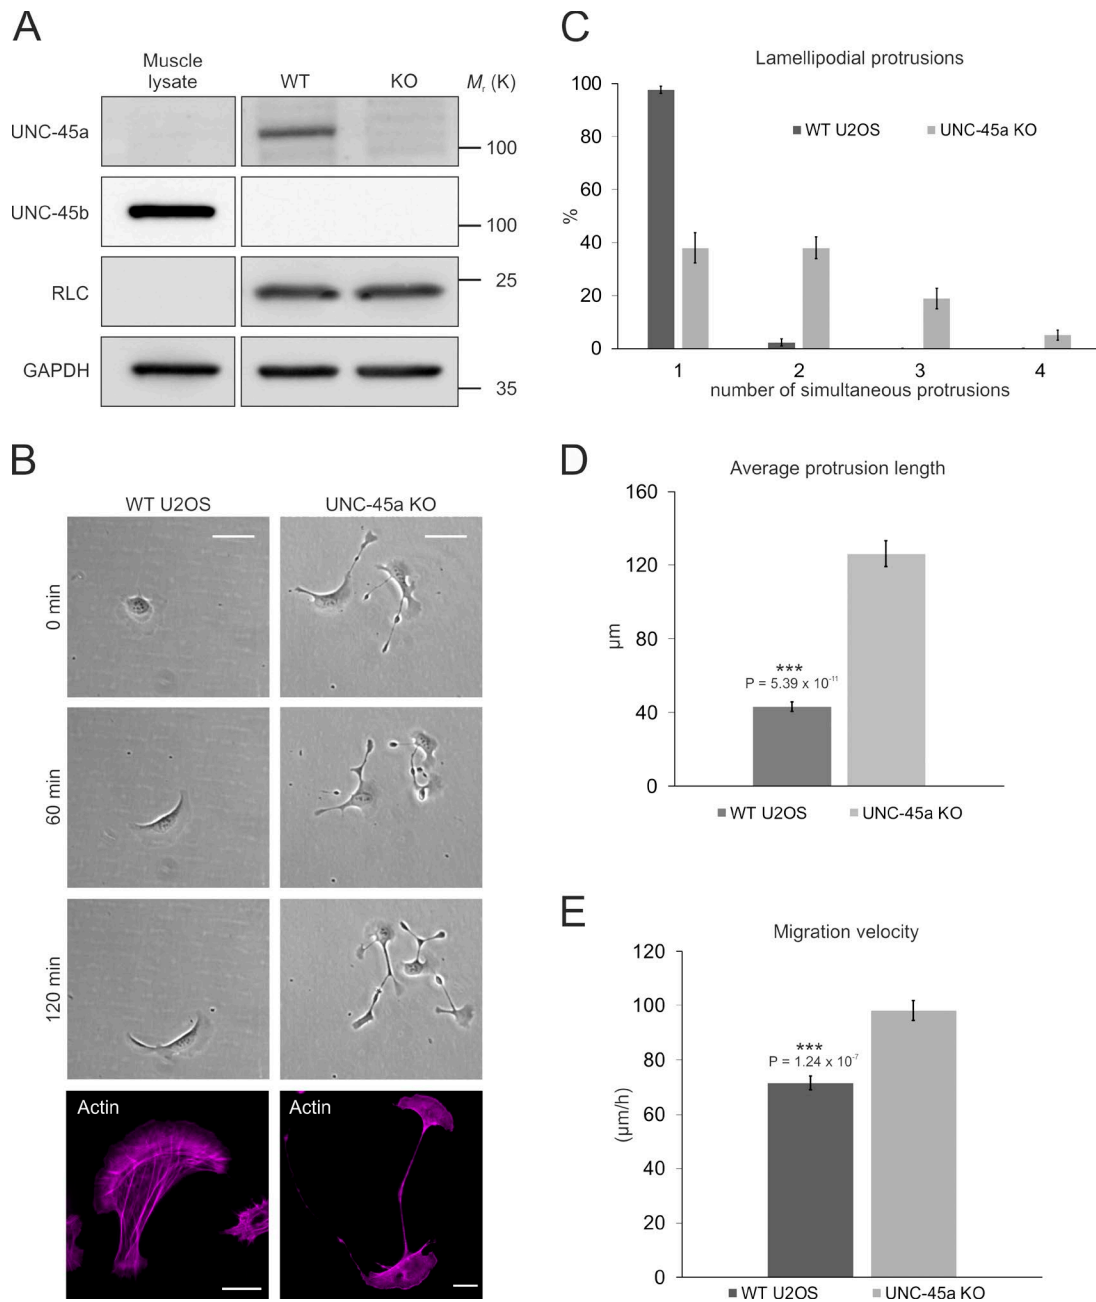 A
Muscle
lysate
WT
KO
Mr (K)
UNC-45a
100
UNC-45b
100
RLC
25
GAPDH
35
B
WT U2OS
UNC-45a KO
0 min
60 min
120 min
Actin
Actin
C
Lamellipodial protrusions
WT U2OS
UNC-45a KO
%
100
80
60
40
20
0
1 2 3 4
number of simultaneous protrusions
D
Average protrusion length
µm
160
120
80
40
0
***
P = 5.39 x 10⁻¹¹
WT U2OS
UNC-45a KO
E
Migration velocity
(µm/h)
120
100
80
60
40
20
0
***
P = 1.24 x 10⁻⁷
WT U2OS
UNC-45a KO